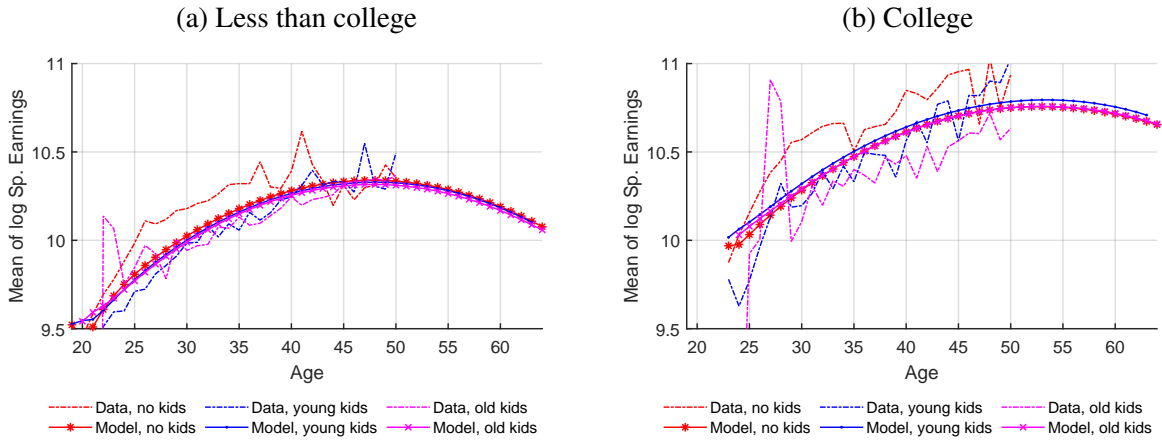 (a) Less than college
Mean of log Sp. Earnings
11
10.5
10
9.5
20 25 30 35 40 45 50 55 60
Age
Data, no kids Data, young kids Data, old kids
Model, no kids Model, young kids Model, old kids
(b) College
Mean of log Sp. Earnings
11
10.5
10
9.5
20 25 30 35 40 45 50 55 60
Age
Data, no kids Data, young kids Data, old kids
Model, no kids Model, young kids Model, old kids